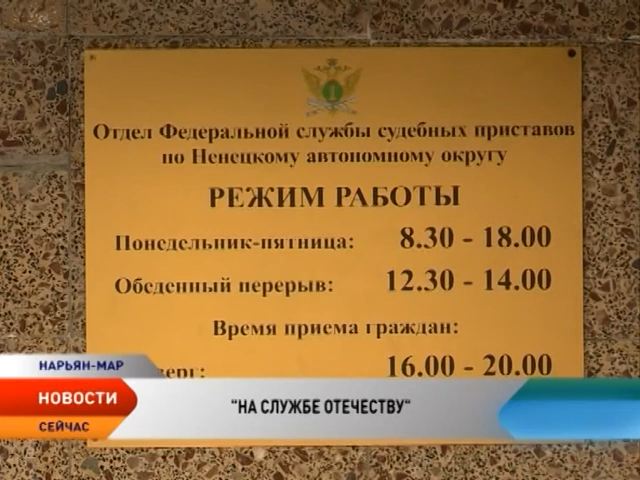 Отдел Федеральной службы судебных приставов
по Ненецкому автономному округу
РЕЖИМ РАБОТЫ
Понедельник-пятница: 8.30 - 18.00
Обеденный перерыв: 12.30 - 14.00
Время приема граждан:
16.00 - 20.00
НАРЬЯН-МАР
НОВОСТИ
СЕЙЧАС
"НА СЛУЖБЕ ОТЕЧЕСТВУ"